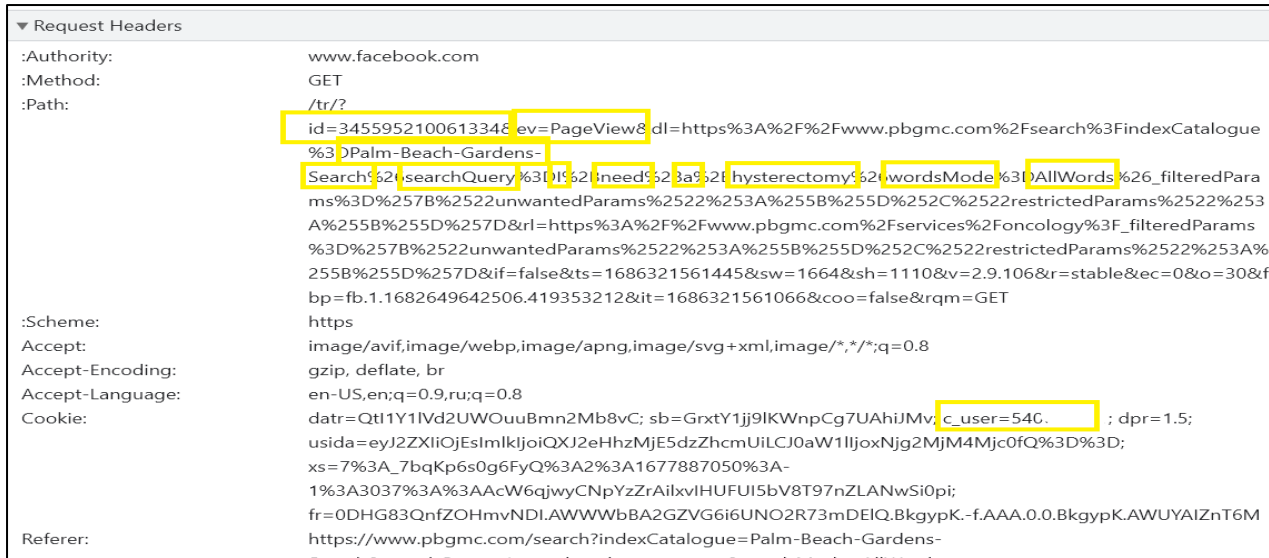 ▼ Request Headers
:Authority: www.facebook.com
:Method: GET
:Path: /tr/?
id=345595210061334&ev=PageView&dl=https%3A%2F%2Fwww.pbgmc.com%2Fsearch%3FindexCatalogue
%3DPalm-Beach-Gardens-
Search%26searchQuery%3DI%2Bneed%2Ba%2Bhysterectomy%26wordsMode%3DAllWords%26_filteredPara
ms%3D%257B%2522unwantedParams%2522%253A%255B%255D%252C%2522restrictedParams%2522%253
A%255B%255D%257D&rl=https%3A%2F%2Fwww.pbgmc.com%2Fservices%2Foncology%3F_filteredParams
%3D%257B%2522unwantedParams%2522%253A%255B%255D%252C%2522restrictedParams%2522%253A%
255B%255D%257D&if=false&ts=1686321561445&sw=1664&sh=1110&v=2.9.106&r=stable&ec=0&o=30&f
bp=fb.1.1682649642506.419353212&it=1686321561066&coo=false&rqm=GET
:Scheme: https
Accept: image/avif,image/webp,image/apng,image/svg+xml,image/*,*/*;q=0.8
Accept-Encoding: gzip, deflate, br
Accept-Language: en-US,en;q=0.9,ru;q=0.8
Cookie: datr=QtI1Y1lVd2UWOuuBmn2Mb8vC; sb=GrxtY1jj9lKWnpCg7UAhiJMv; c_user=540. ; dpr=1.5;
usida=eyJ2ZXIiOjEsImlkIjoiQXJ2eHhzMjE5dzZhcmUiLCJ0aW1lIjoxNjg2MjM4Mjc0fQ%3D%3D;
xs=7%3A_7bqKp6s0g6FyQ%3A2%3A1677887050%3A-
1%3A3037%3A%3AAcW6qjwyCNpYzZrAilxvIHUFUI5bV8T97nZLANwSi0pi;
fr=0DHG83QnfZOHmvNDI.AWWWbBA2GZVG6i6UNO2R73mDElQ.BkgypK.-f.AAA.0.0.BkgypK.AWUYAIZnT6M
Referer: https://www.pbgmc.com/search?indexCatalogue=Palm-Beach-Gardens-